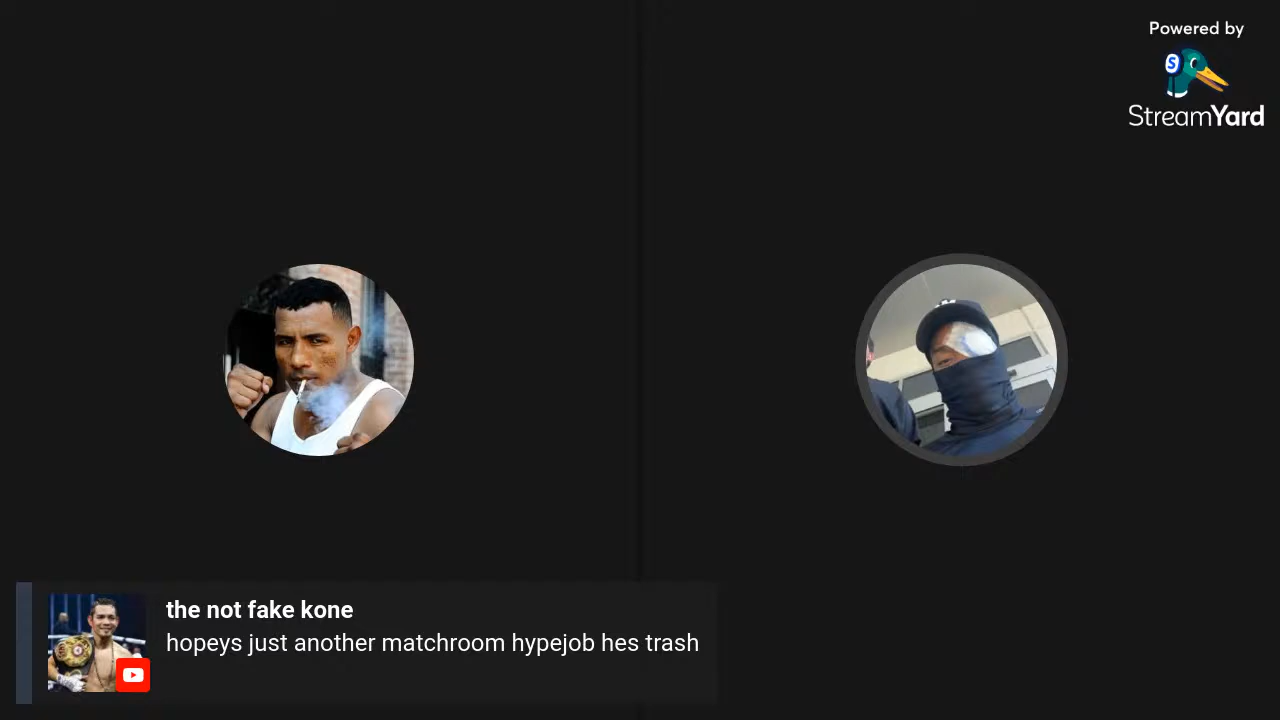 Powered by
S
StreamYard
the not fake kone
hopeys just another matchroom hypejob hes trash